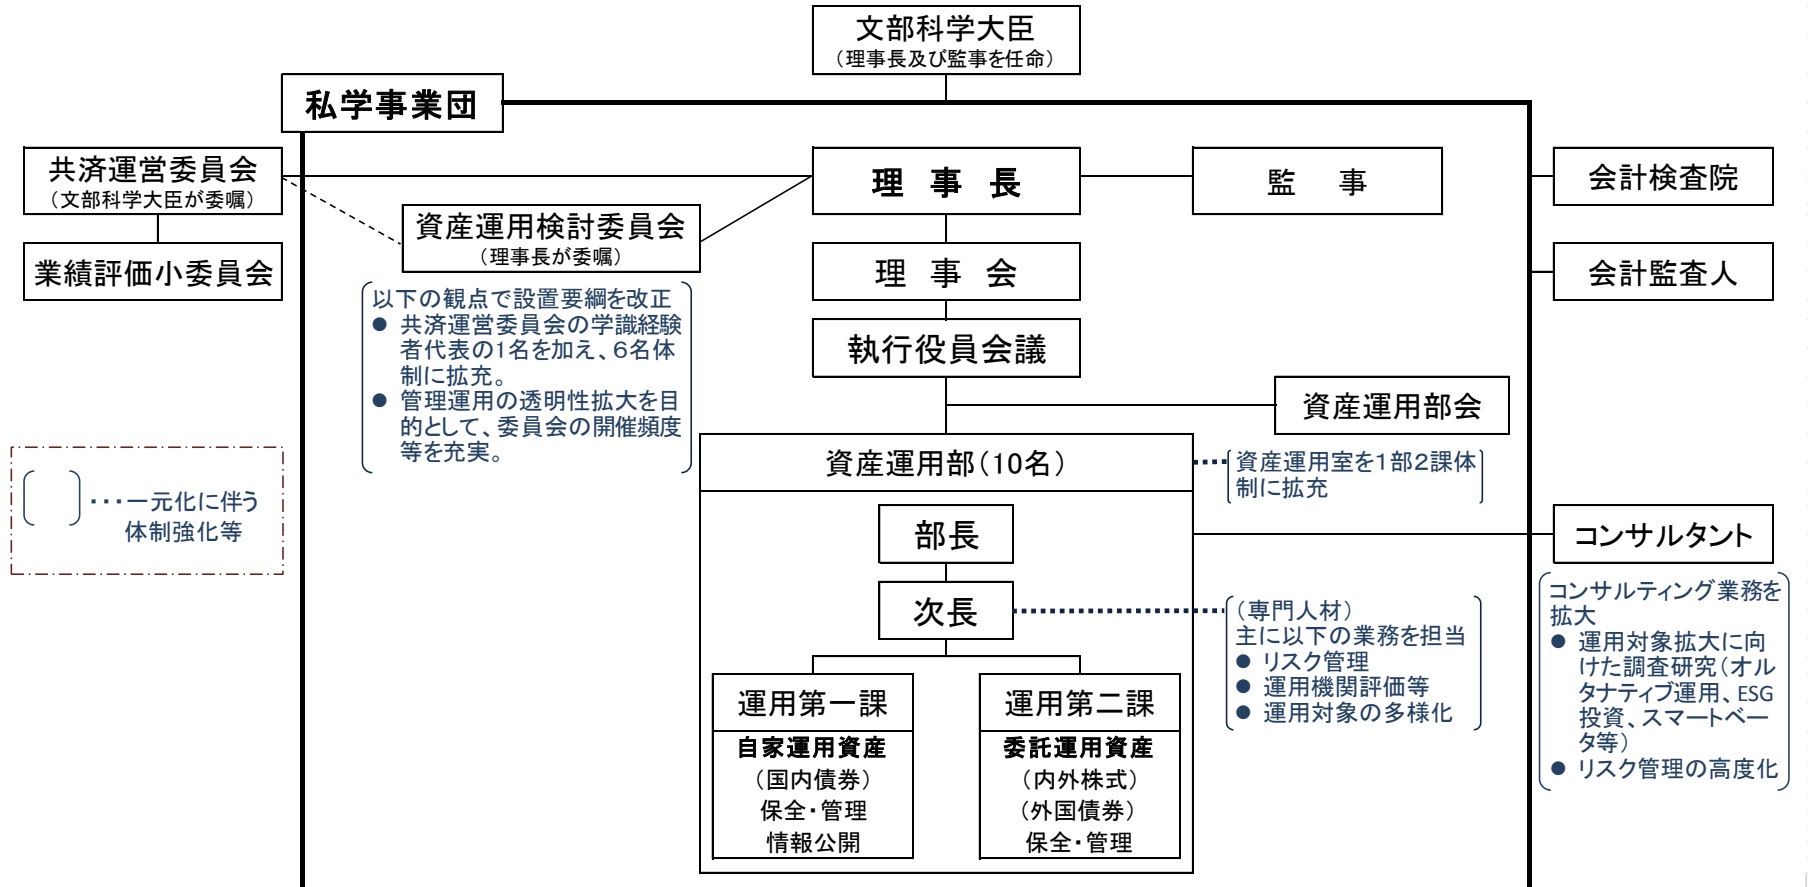 文部科学大臣
（理事長及び監事を任命）
私学事業団
共済運営委員会
（文部科学大臣が委嘱）
業績評価小委員会
資産運用検討委員会
（理事長が委嘱）
以下の観点で設置要綱を改正
● 共済運営委員会の学識経験
者代表の1名を加え、６名体
制に拡充。
● 管理運用の透明性拡大を目
的として、委員会の開催頻度
等を充実。
理　事　長
監　事
理　事　会
執行役員会議
会計検査院
会計監査人
資産運用部会
資産運用部（10名）
資産運用室を１部２課体
制に拡充
・・・一元化に伴う
体制強化等
部長
次長
コンサルタント
コンサルティング業務を
拡大
● 運用対象拡大に向
けた調査研究（オル
タナティブ運用、ESG
投資、スマートベー
タ等）
● リスク管理の高度化
（専門人材）
主に以下の業務を担当
● リスク管理
● 運用機関評価等
● 運用対象の多様化
運用第一課
自家運用資産
（国内債券）
保全・管理
情報公開
運用第二課
委託運用資産
（内外株式）
（外国債券）
保全・管理